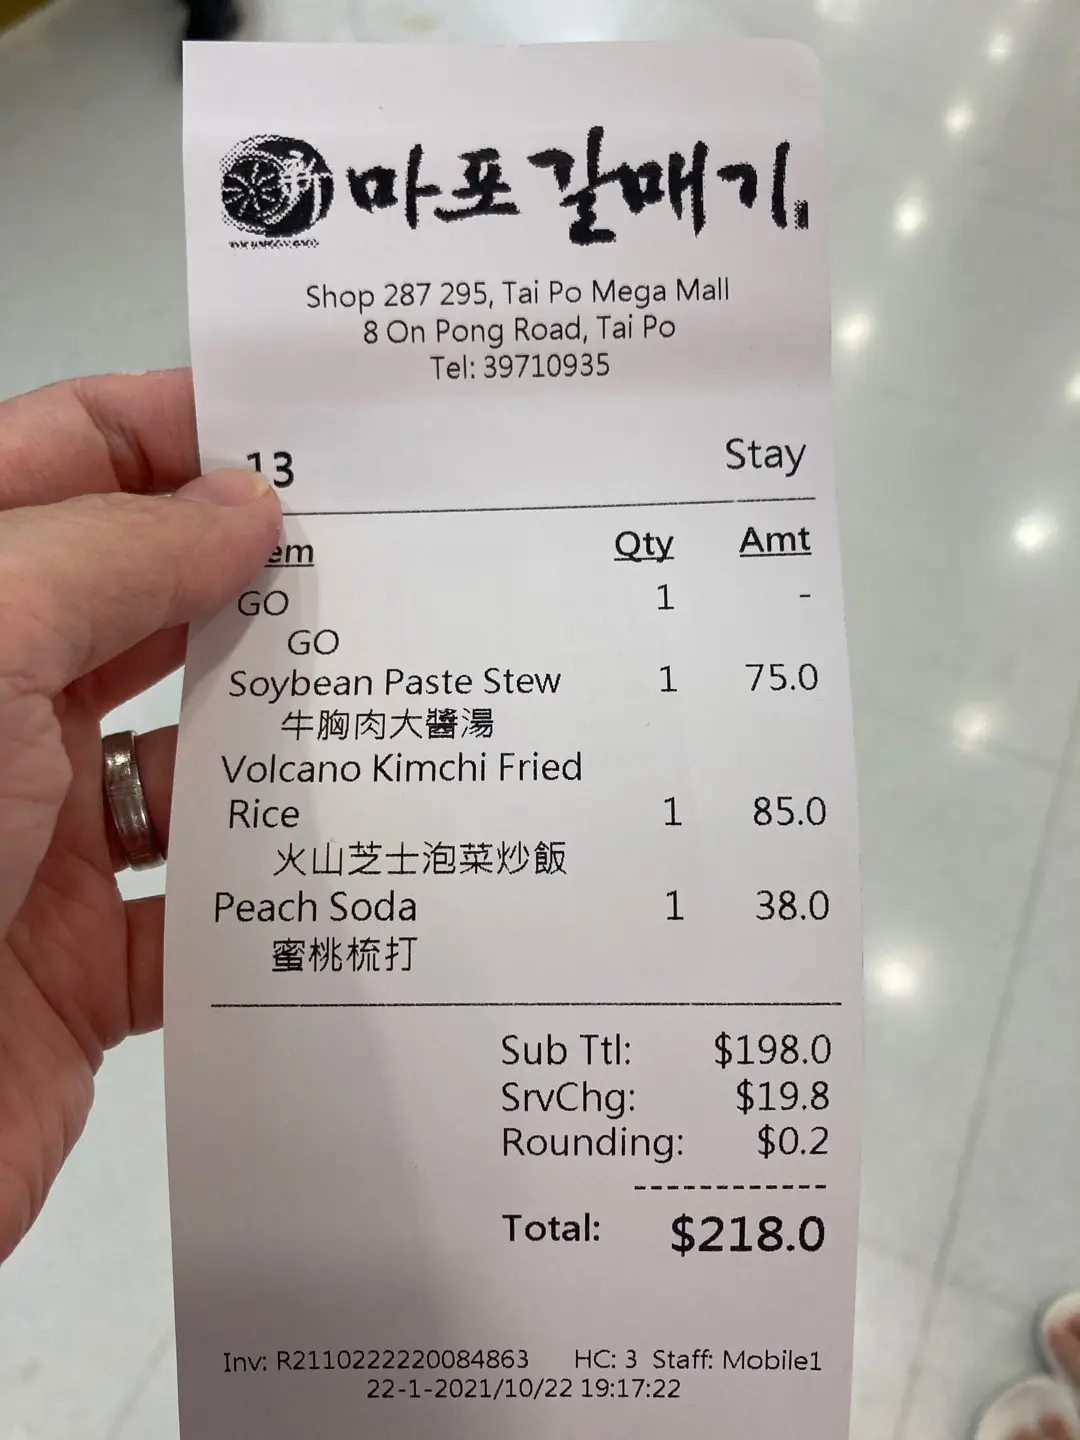 新 마포갈매기
Shop 287 295, Tai Po Mega Mall
8 On Pong Road, Tai Po
Tel: 39710935
13 Stay
em Qty Amt
GO 1 -
GO
Soybean Paste Stew 1 75.0
牛胸肉大醬湯
Volcano Kimchi Fried
Rice 1 85.0
火山芝士泡菜炒飯
Peach Soda 1 38.0
蜜桃梳打
Sub Ttl: $198.0
SrvChg: $19.8
Rounding: $0.2
------------
Total: $218.0
Inv: R2110222220084863 HC: 3 Staff: Mobile1
22-1-2021/10/22 19:17:22